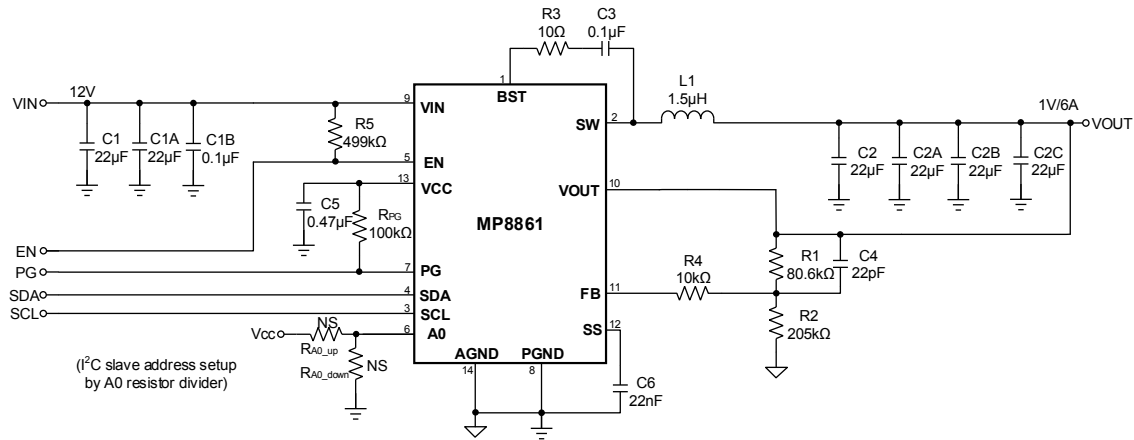 R3
10Ω
C3
0.1µF
1
BST
VIN
12V
9
VIN
C1
22µF
C1A
22µF
C1B
0.1µF
R5
499kΩ
5
EN
13
VCC
C5
0.47µF
RPG
100kΩ
EN
PG
7
PG
SDA
4
SDA
SCL
3
SCL
Vcc
NS
RA0_up
6
A0
RA0_down
NS
(I²C slave address setup
by A0 resistor divider)
MP8861
AGND
14
PGND
8
SW
2
L1
1.5µH
1V/6A
VOUT
C2
22µF
C2A
22µF
C2B
22µF
C2C
22µF
VOUT
10
R1
80.6kΩ
C4
22pF
R4
10kΩ
FB
11
R2
205kΩ
SS
12
C6
22nF